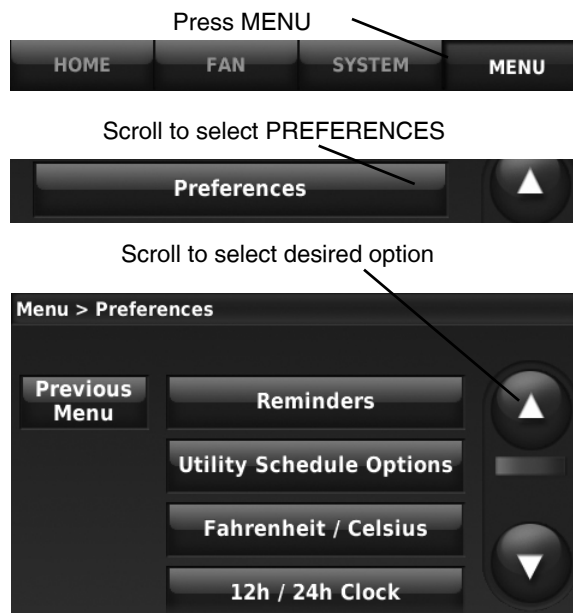 Press MENU
HOME FAN SYSTEM MENU
Scroll to select PREFERENCES
Preferences
Scroll to select desired option
Menu > Preferences
Previous
Menu
Reminders
Utility Schedule Options
Fahrenheit / Celsius
12h / 24h Clock